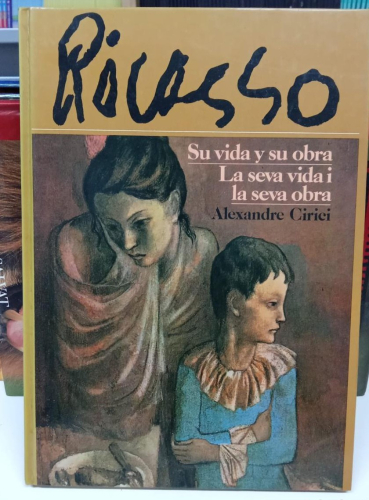 Picasso
Su vida y su obra
La seva vida i
la seva obra
Alexandre Cirici